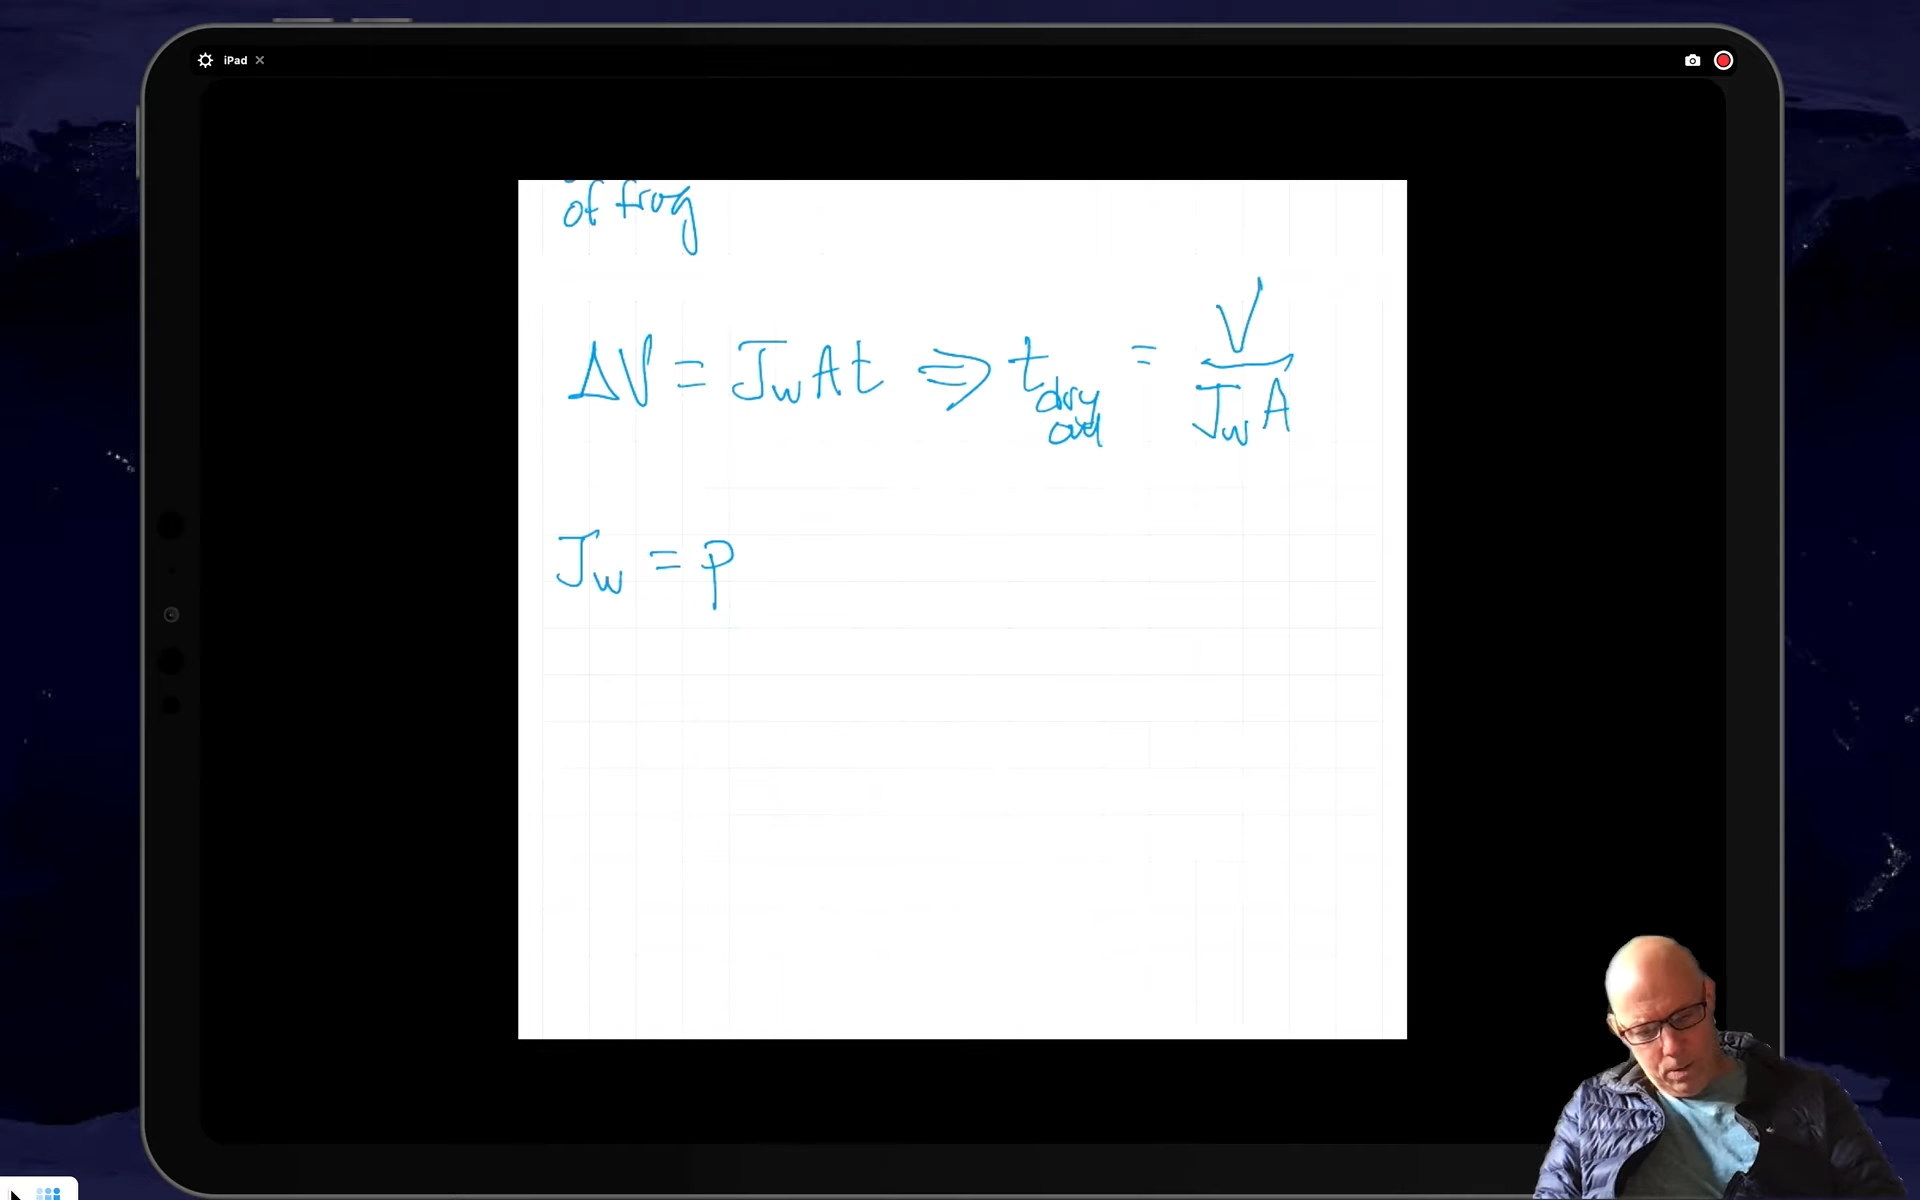 iPad
of frog
ΔV = J_w A t ⇒ t_dry out = V / J_w A
J_w = p